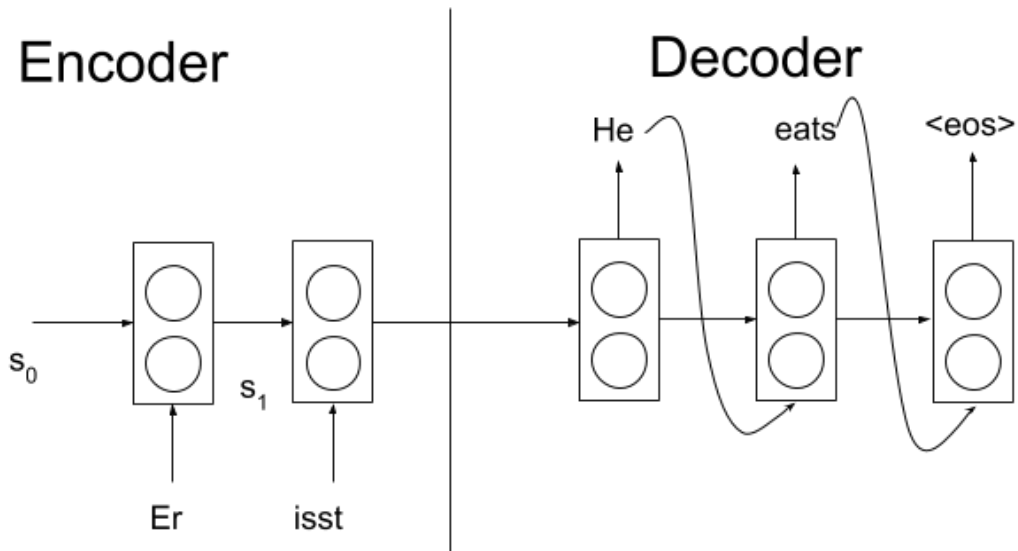 Encoder
Decoder
He eats <eos>
s0
s1
Er isst